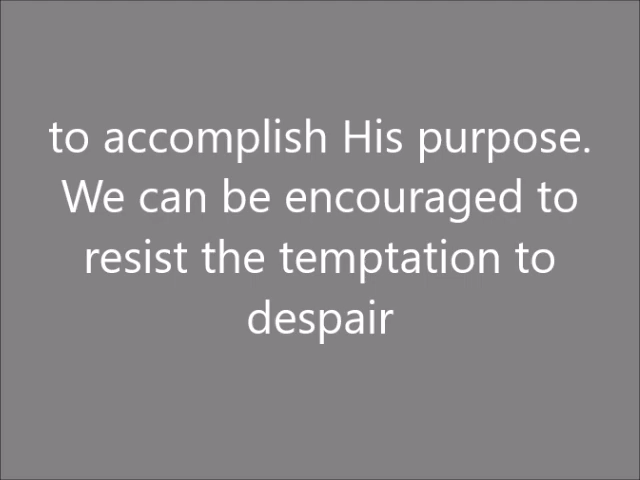 to accomplish His purpose.
We can be encouraged to
resist the temptation to
despair